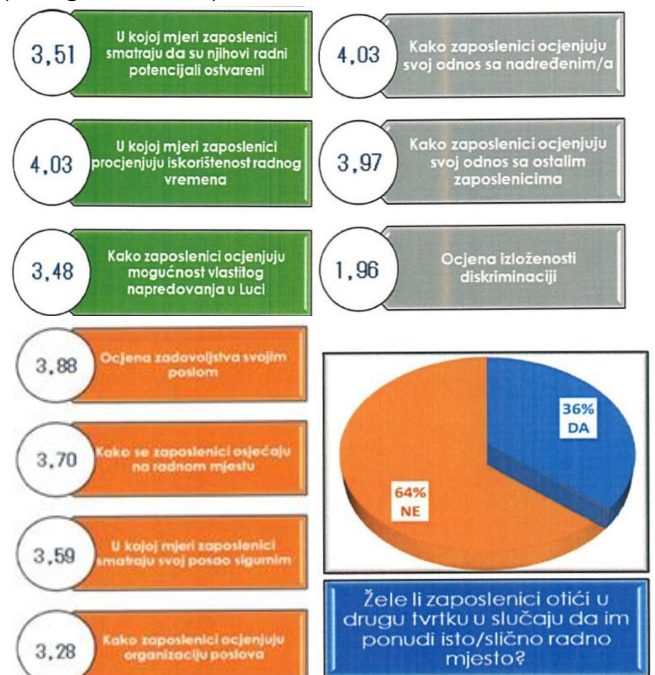 3,51
U kojoj mjeri zaposlenici
smatraju da su njihovi radni
potencijali ostvareni
4,03
Kako zaposlenici ocjenjuju
svoj odnos sa nadređenim/a
4,03
U kojoj mjeri zaposlenici
procjenjuju iskorištenost radnog
vremena
3,97
Kako zaposlenici ocjenjuju
svoj odnos sa ostalim
zaposlenicima
3,48
Kako zaposlenici ocjenjuju
mogućnost vlastitog
napredovanja u Luci
1,96
Ocjena izloženosti
diskriminaciji
3,88
Ocjena zadovoljstva svojim
poslom
3,70
Kako se zaposlenici osjećaju
na radnom mjestu
3,59
U kojoj mjeri zaposlenici
smatraju svoj posao sigurnim
3,28
Kako zaposlenici ocjenjuju
organizaciju poslova
36%
DA
64%
NE
Žele li zaposlenici otići u
drugu tvrtku u slučaju da im
ponudi isto/slično radno
mjesto?